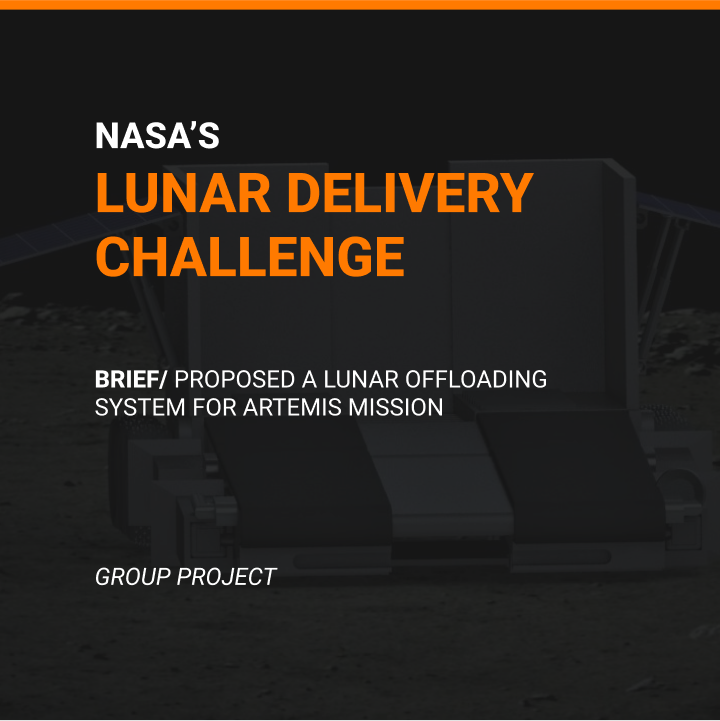 NASA’S
LUNAR DELIVERY
CHALLENGE
BRIEF/ PROPOSED A LUNAR OFFLOADING
SYSTEM FOR ARTEMIS MISSION
GROUP PROJECT